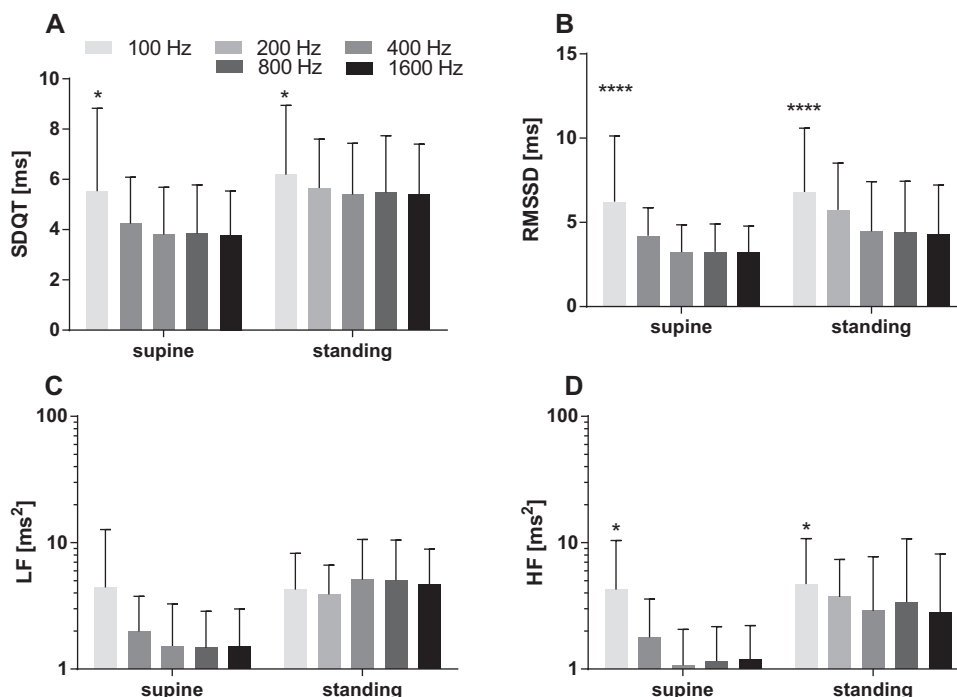 A
B
100 Hz
200 Hz
400 Hz
800 Hz
1600 Hz
SDQT [ms]
10
8
6
4
2
0
*
*
supine
standing
RMSSD [ms]
15
10
5
0
****
****
supine
standing
C
D
LF [ms²]
100
10
1
supine
standing
HF [ms²]
100
10
1
*
*
supine
standing